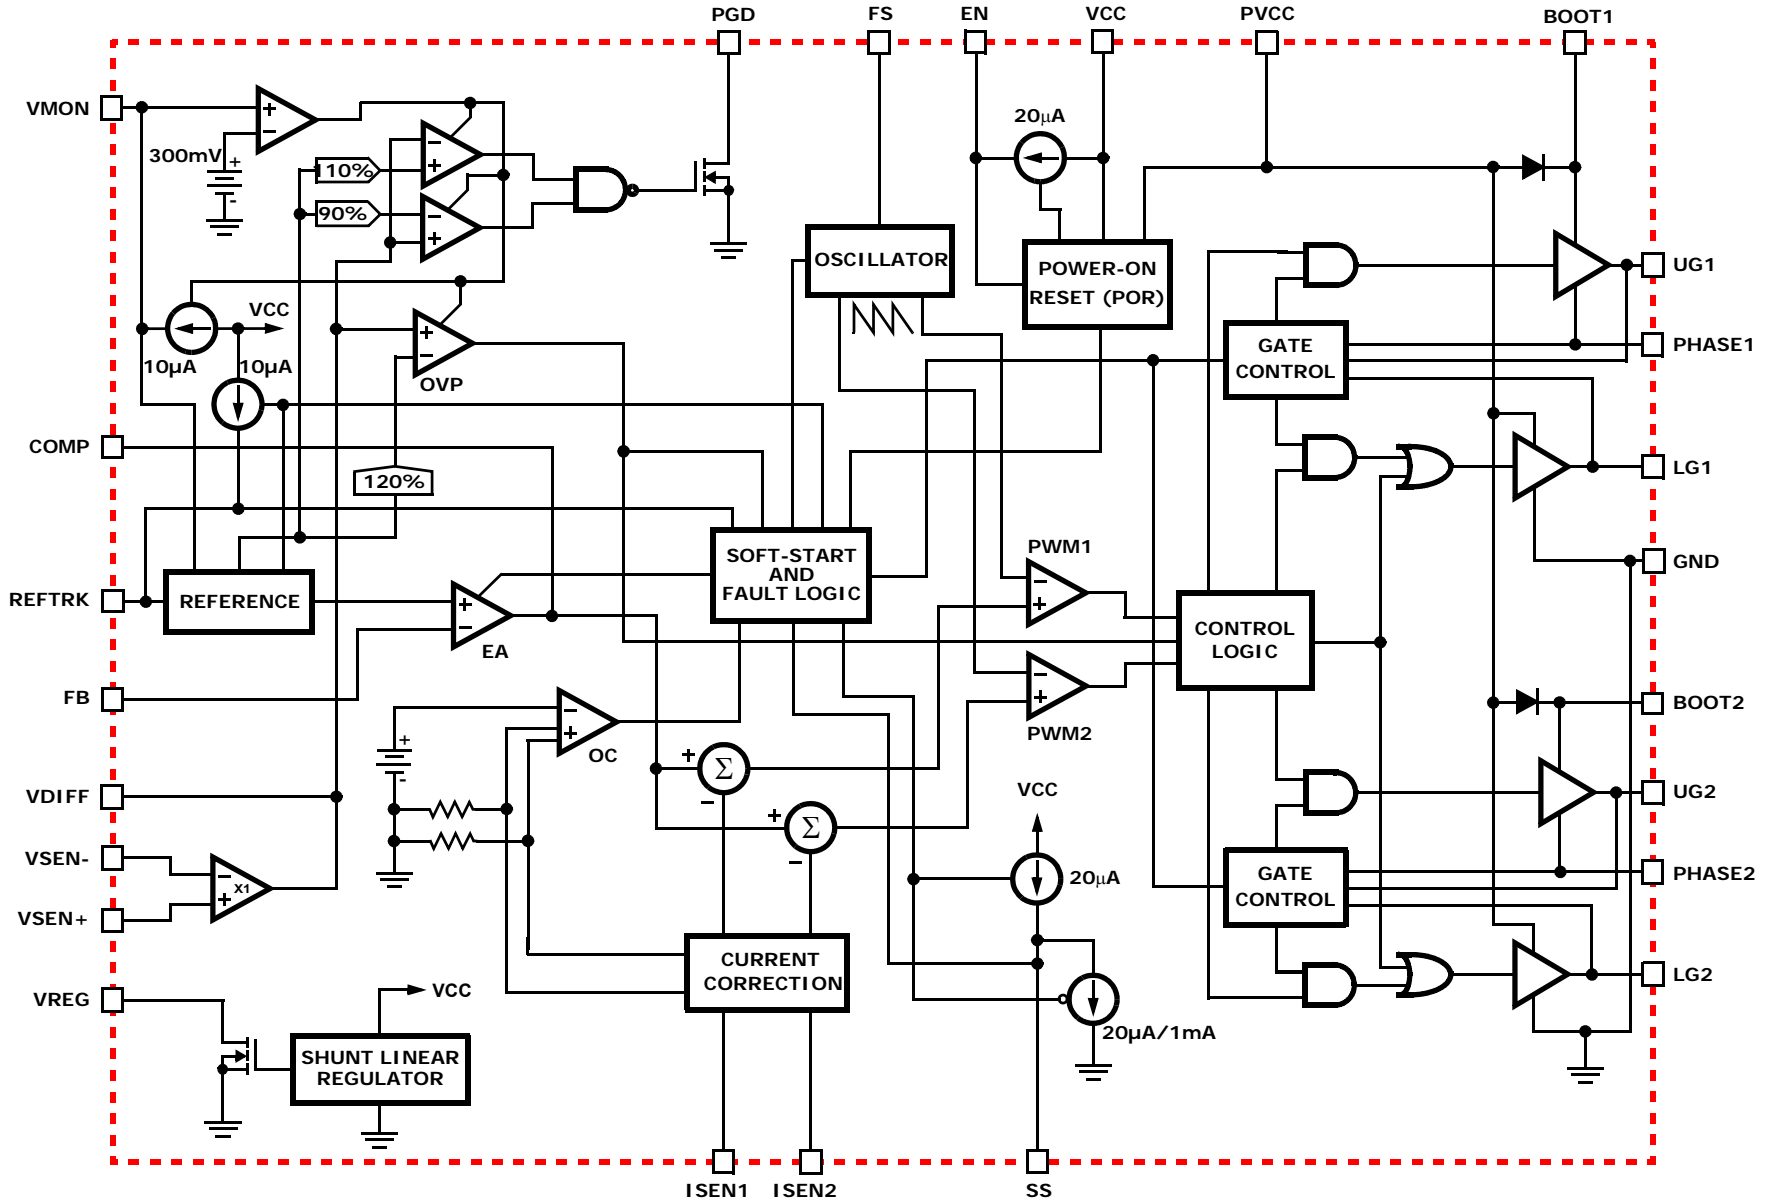 PGD
FS
EN
VCC
PVCC
BOOT1
VMON
+
−
300mV
+
-
−
+
110%
90%
−
+
20µA
OSCILLATOR
POWER-ON
RESET (POR)
UG1
VCC
10µA
10µA
+
−
OVP
GATE
CONTROL
PHASE1
COMP
120%
LG1
SOFT-START
AND
FAULT LOGIC
PWM1
−
+
GND
REFTRK
REFERENCE
+
−
EA
CONTROL
LOGIC
FB
−
+
OC
−
+
PWM2
BOOT2
+
-
+
Σ
−
VDIFF
+
Σ
−
VCC
UG2
VSEN-
−
+
X1
VSEN+
20µA
GATE
CONTROL
PHASE2
CURRENT
CORRECTION
LG2
VREG
VCC
20µA/1mA
SHUNT LINEAR
REGULATOR
ISEN1
ISEN2
SS